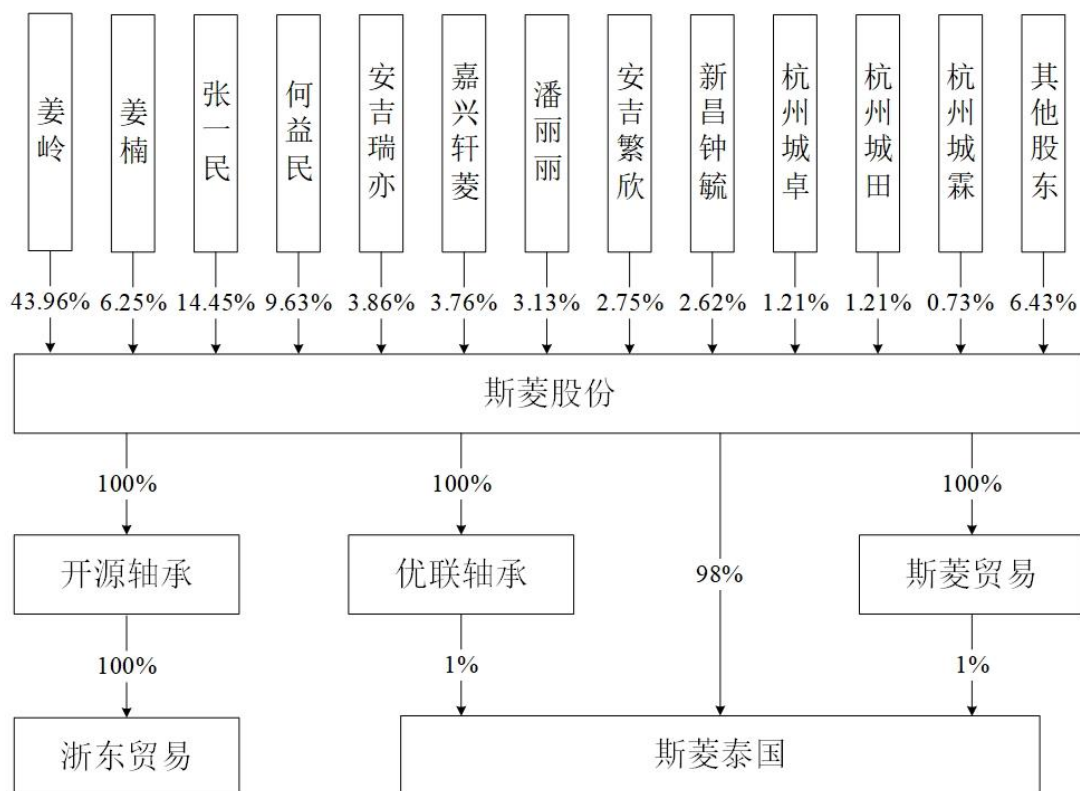 姜岭
姜楠
张一民
何益民
安吉瑞亦
嘉兴轩菱
潘丽丽
安吉繁欣
新昌钟毓
杭州城卓
杭州城田
杭州城霖
其他股东
43.96%
6.25%
14.45%
9.63%
3.86%
3.76%
3.13%
2.75%
2.62%
1.21%
1.21%
0.73%
6.43%
斯菱股份
100%
100%
100%
开源轴承
优联轴承
98%
斯菱贸易
100%
1%
1%
浙东贸易
斯菱泰国